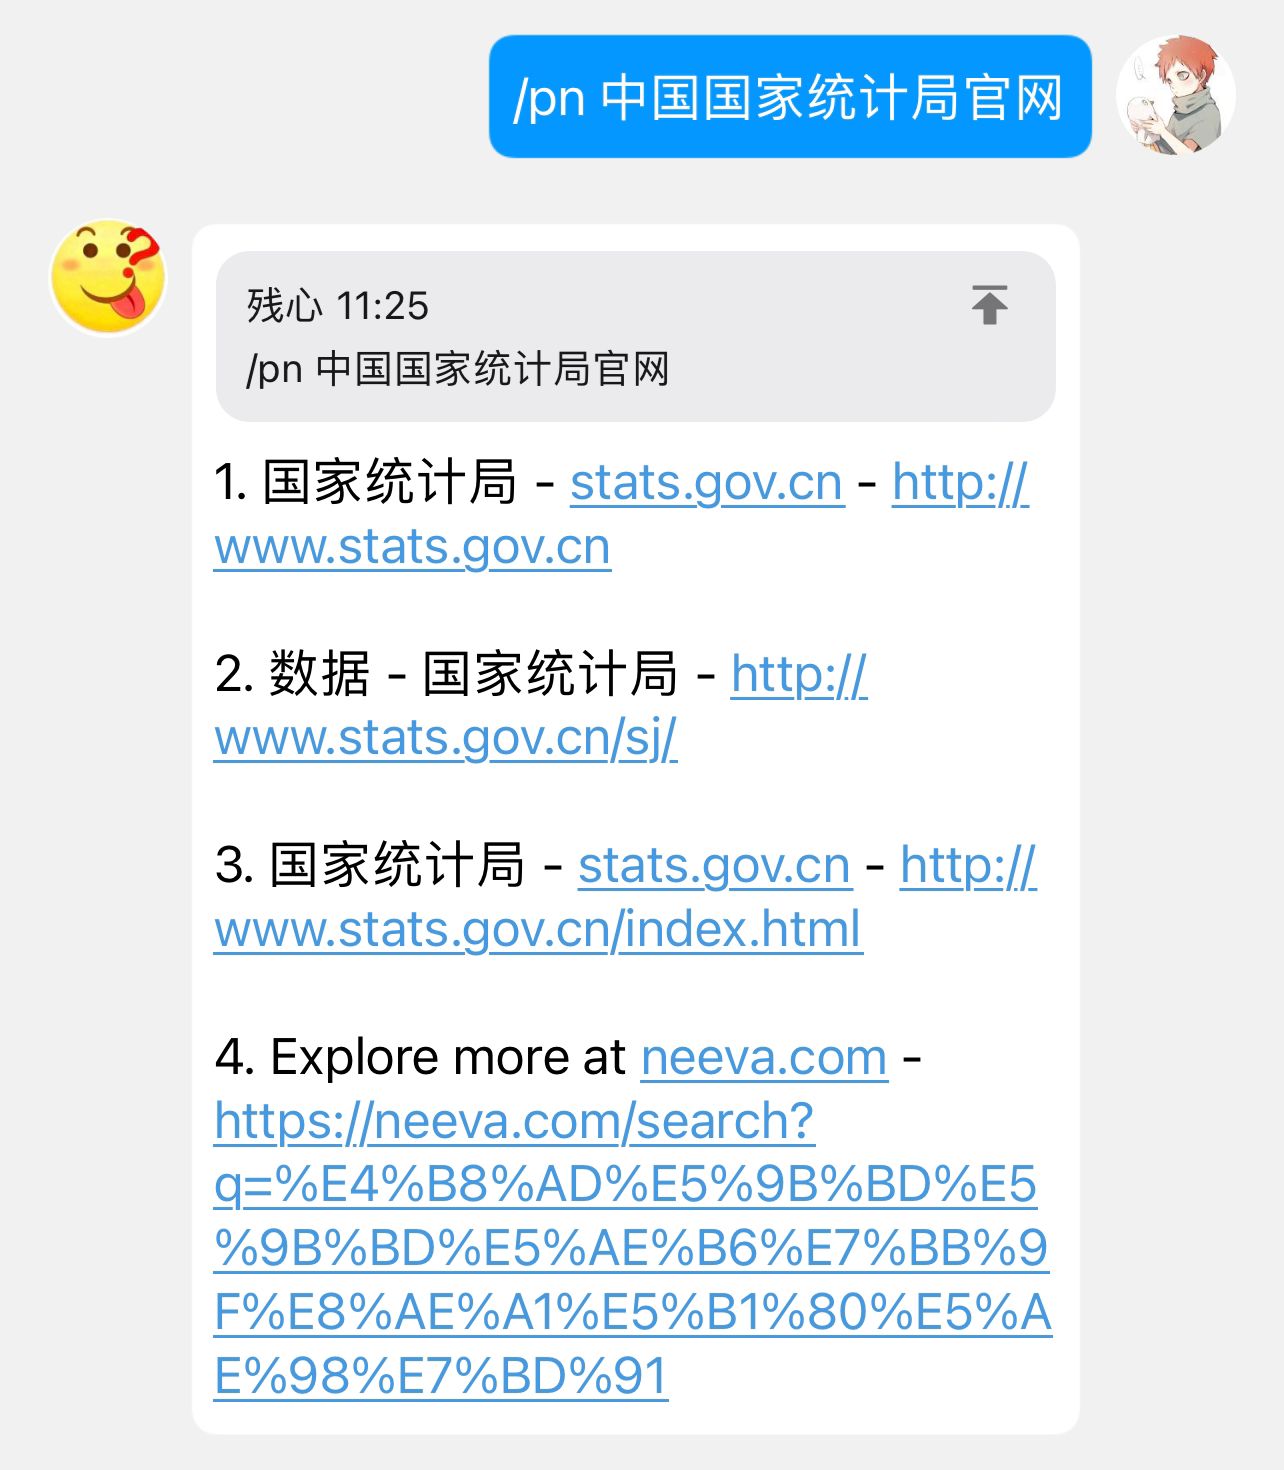 /pn 中国国家统计局官网
残心 11:25
/pn 中国国家统计局官网
1. 国家统计局 - stats.gov.cn - http://
www.stats.gov.cn
2. 数据 - 国家统计局 - http://
www.stats.gov.cn/sj/
3. 国家统计局 - stats.gov.cn - http://
www.stats.gov.cn/index.html
4. Explore more at neeva.com -
https://neeva.com/search?
q=%E4%B8%AD%E5%9B%BD%E5
%9B%BD%E5%AE%B6%E7%BB%9
F%E8%AE%A1%E5%B1%80%E5%A
E%98%E7%BD%91